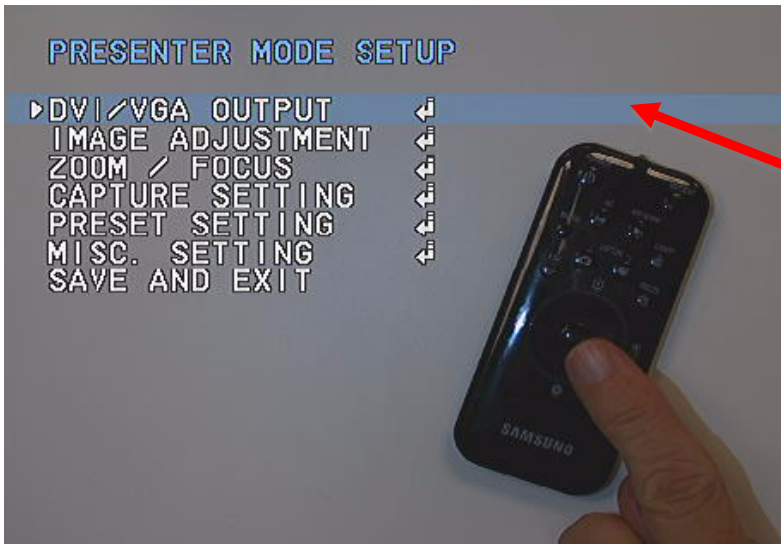 PRESENTER MODE SETUP
DVI/VGA OUTPUT
IMAGE ADJUSTMENT
ZOOM / FOCUS
CAPTURE SETTING
PRESET SETTING
MISC. SETTING
SAVE AND EXIT
SAMSUNG